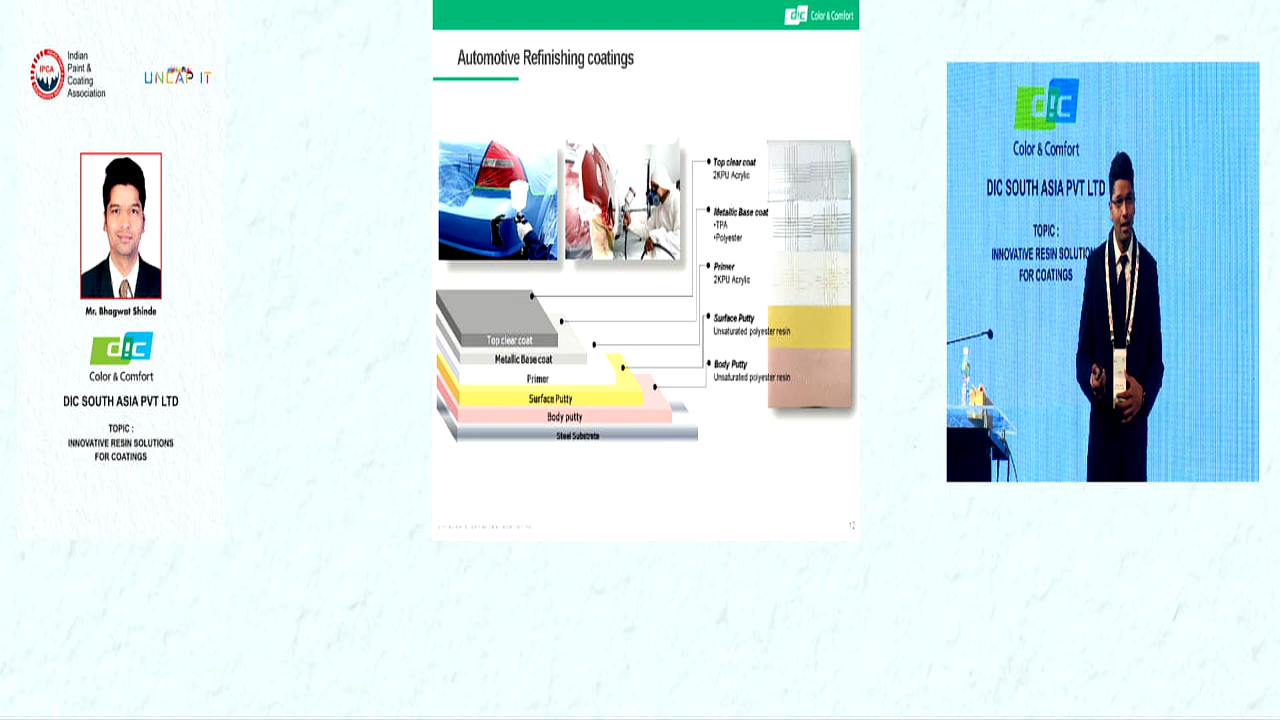 IPCA
Indian
Paint &
Coating
Association
UNCAP IT
Mr. Bhagwat Shinde
dic
Color & Comfort
DIC SOUTH ASIA PVT LTD
TOPIC :
INNOVATIVE RESIN SOLUTIONS
FOR COATINGS
dic Color & Comfort
Automotive Refinishing coatings
Top clear coat
2KPU Acrylic
Metallic Base coat
•TPA
•Polyester
Primer
2KPU Acrylic
Surface Putty
Unsaturated polyester resin
Body Putty
Unsaturated polyester resin
Top clear coat
Metallic Base coat
Primer
Surface Putty
Body putty
Steel Substrate
12
dic
Color & Comfort
DIC SOUTH ASIA PVT LTD
TOPIC :
INNOVATIVE RESIN SOLUTION
FOR COATINGS